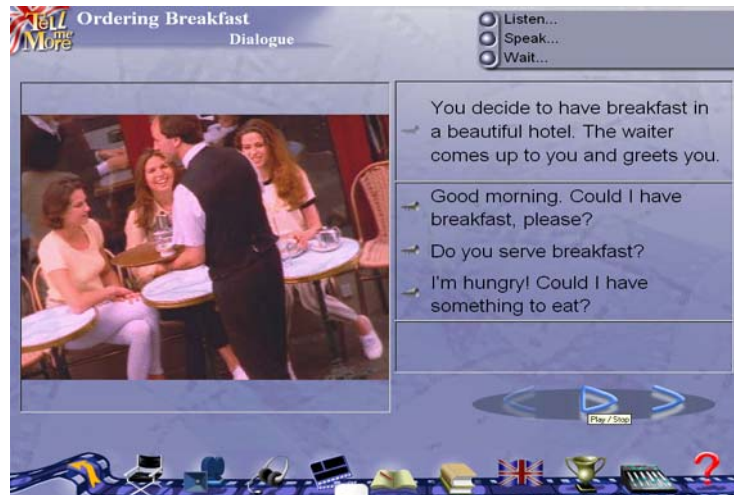 Tell me More
Ordering Breakfast
Dialogue
Listen...
Speak...
Wait...
You decide to have breakfast in
a beautiful hotel. The waiter
comes up to you and greets you.
Good morning. Could I have
breakfast, please?
Do you serve breakfast?
I'm hungry! Could I have
something to eat?
Play / Stop
?